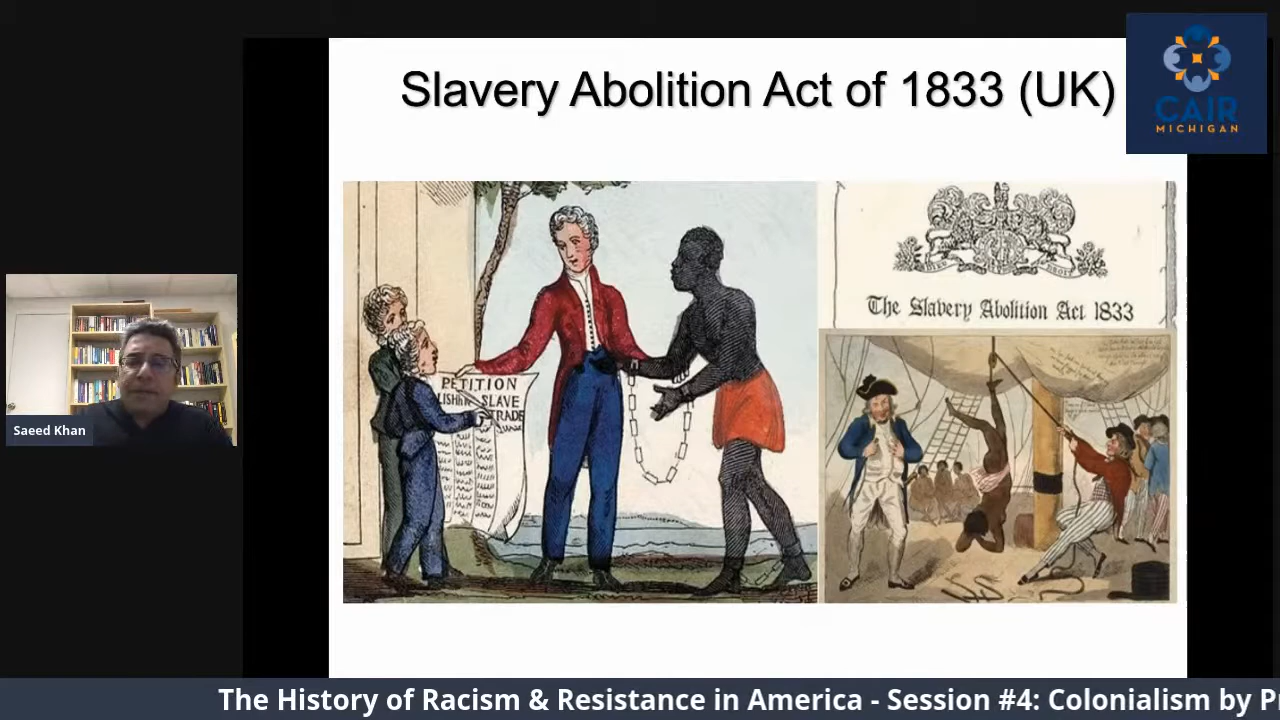 Slavery Abolition Act of 1833 (UK)
CAIR
MICHIGAN
PETITION
SLAVE
TRADE
The Slavery Abolition Act 1833
Saeed Khan
The History of Racism & Resistance in America - Session #4: Colonialism by P